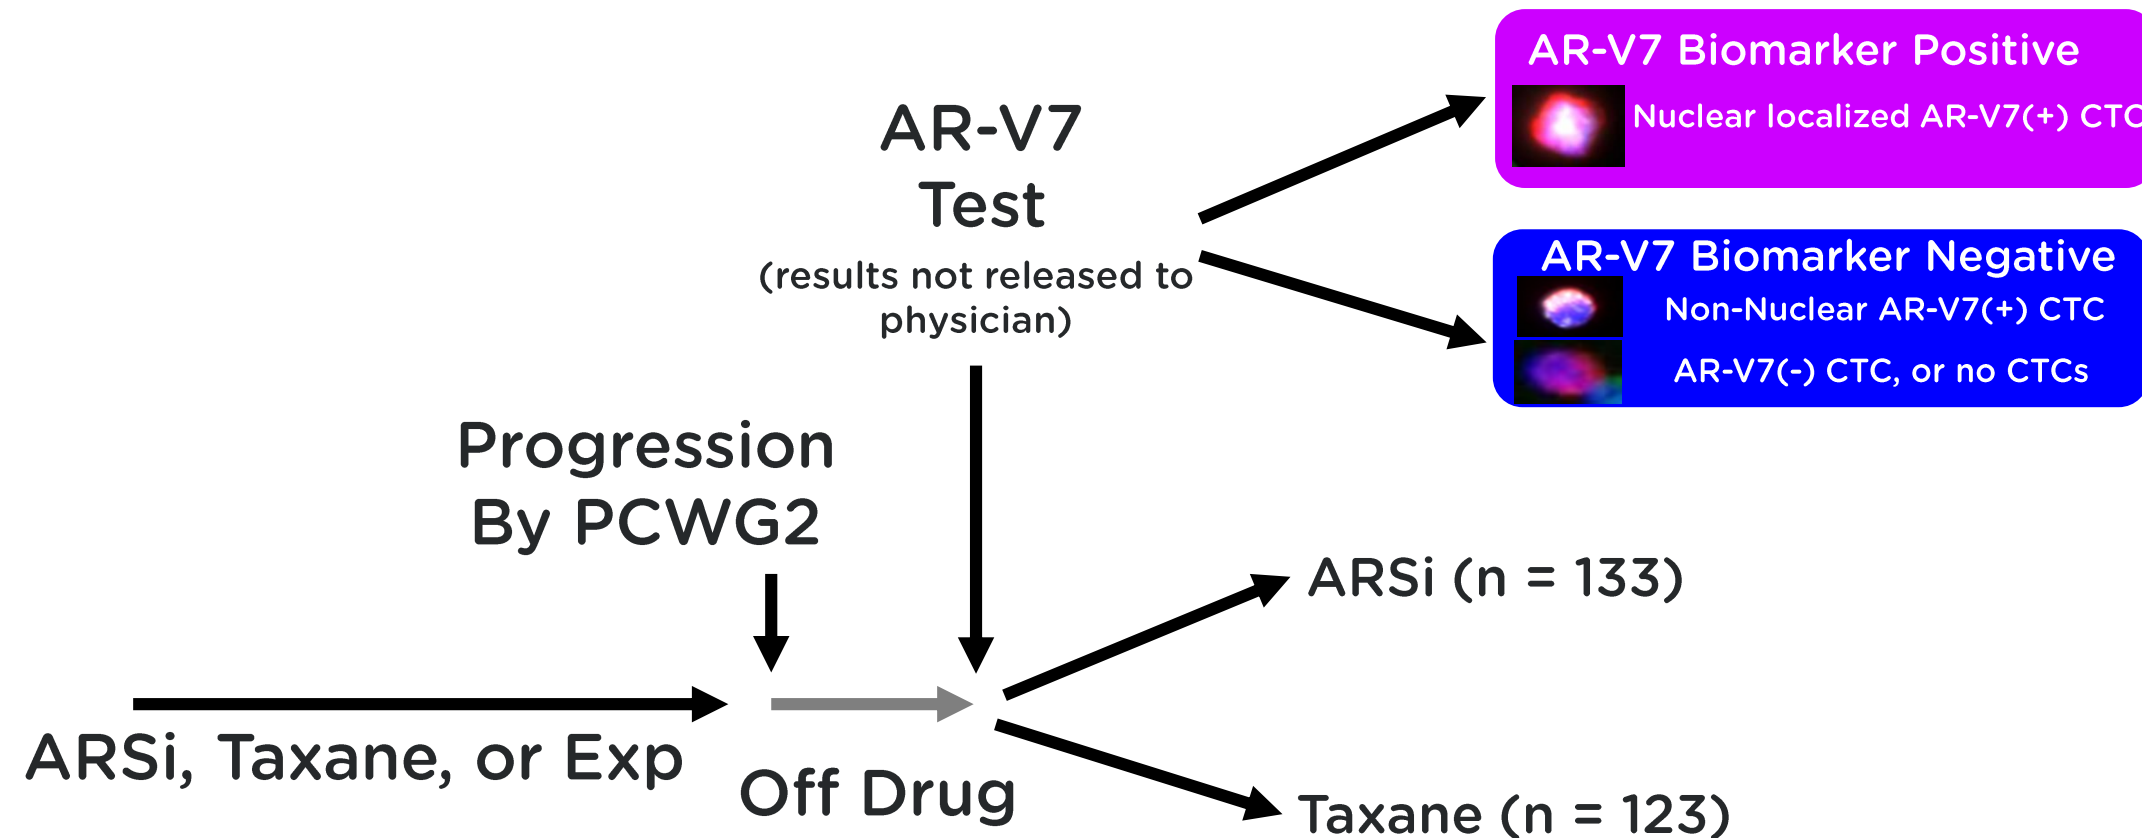 AR-V7
Test
(results not released to
physician)
AR-V7 Biomarker Positive
Nuclear localized AR-V7(+) CTC
AR-V7 Biomarker Negative
Non-Nuclear AR-V7(+) CTC
AR-V7(-) CTC, or no CTCs
Progression
By PCWG2
ARSi, Taxane, or Exp
Off Drug
ARSi (n = 133)
Taxane (n = 123)